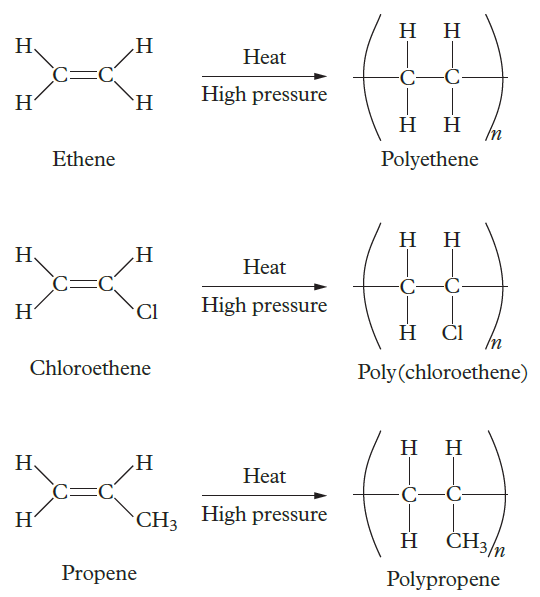 H H
H H
Heat
C=C
C—C
High pressure
H H
H H
n
Ethene
Polyethene
H H
H H
Heat
C=C
C—C
High pressure
H Cl
H Cl
n
Chloroethene
Poly(chloroethene)
H H
H H
Heat
C=C
C—C
High pressure
H CH3
H CH3
n
Propene
Polypropene